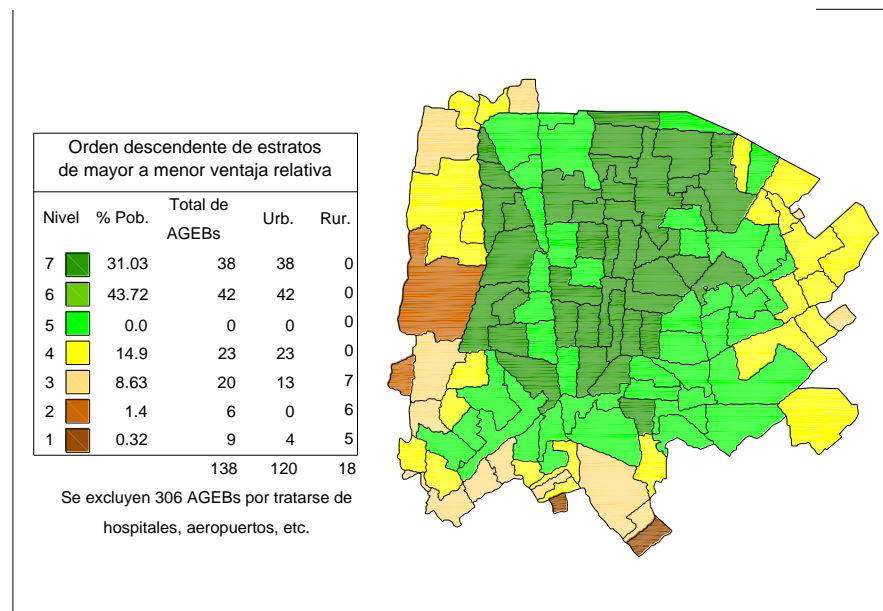 Orden descendente de estratos
de mayor a menor ventaja relativa
Nivel % Pob. Total de AGEBs Urb. Rur.
7 31.03 38 38 0
6 43.72 42 42 0
5 0.0 0 0 0
4 14.9 23 23 0
3 8.63 20 13 7
2 1.4 6 0 6
1 0.32 9 4 5
138 120 18
Se excluyen 306 AGEBs por tratarse de
hospitales, aeropuertos, etc.